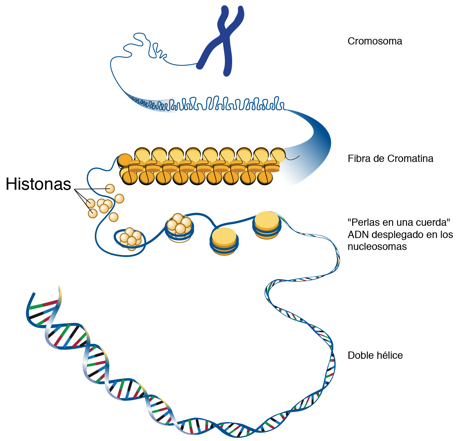 Cromosoma
Fibra de Cromatina
Histonas
"Perlas en una cuerda"
ADN desplegado en los
nucleosomas
Doble hélice